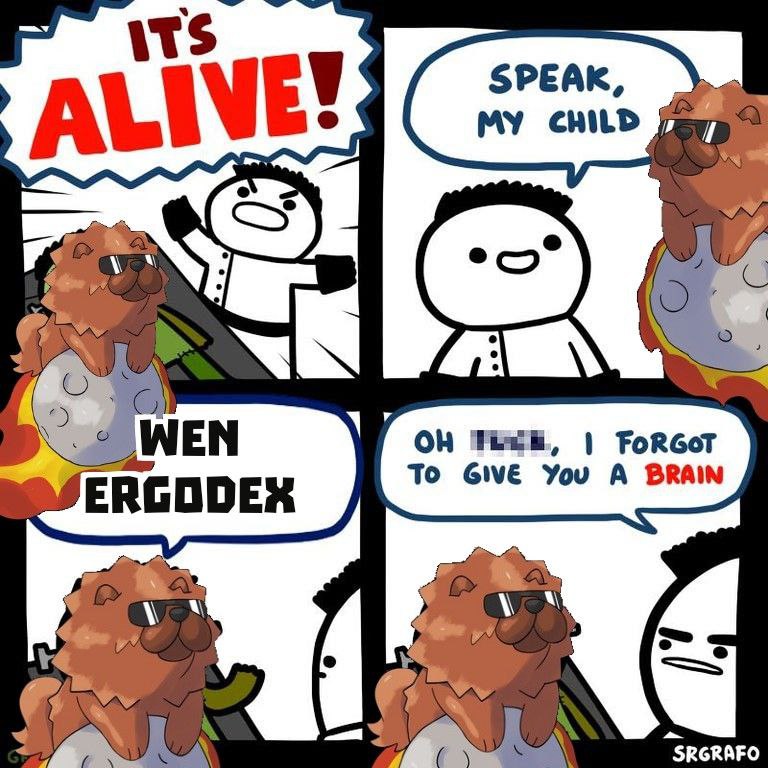 IT'S
ALIVE!
SPEAK,
MY CHILD
WEN
ERGODEX
OH , I FORGOT
TO GIVE YOU A BRAIN
SRGRAFO